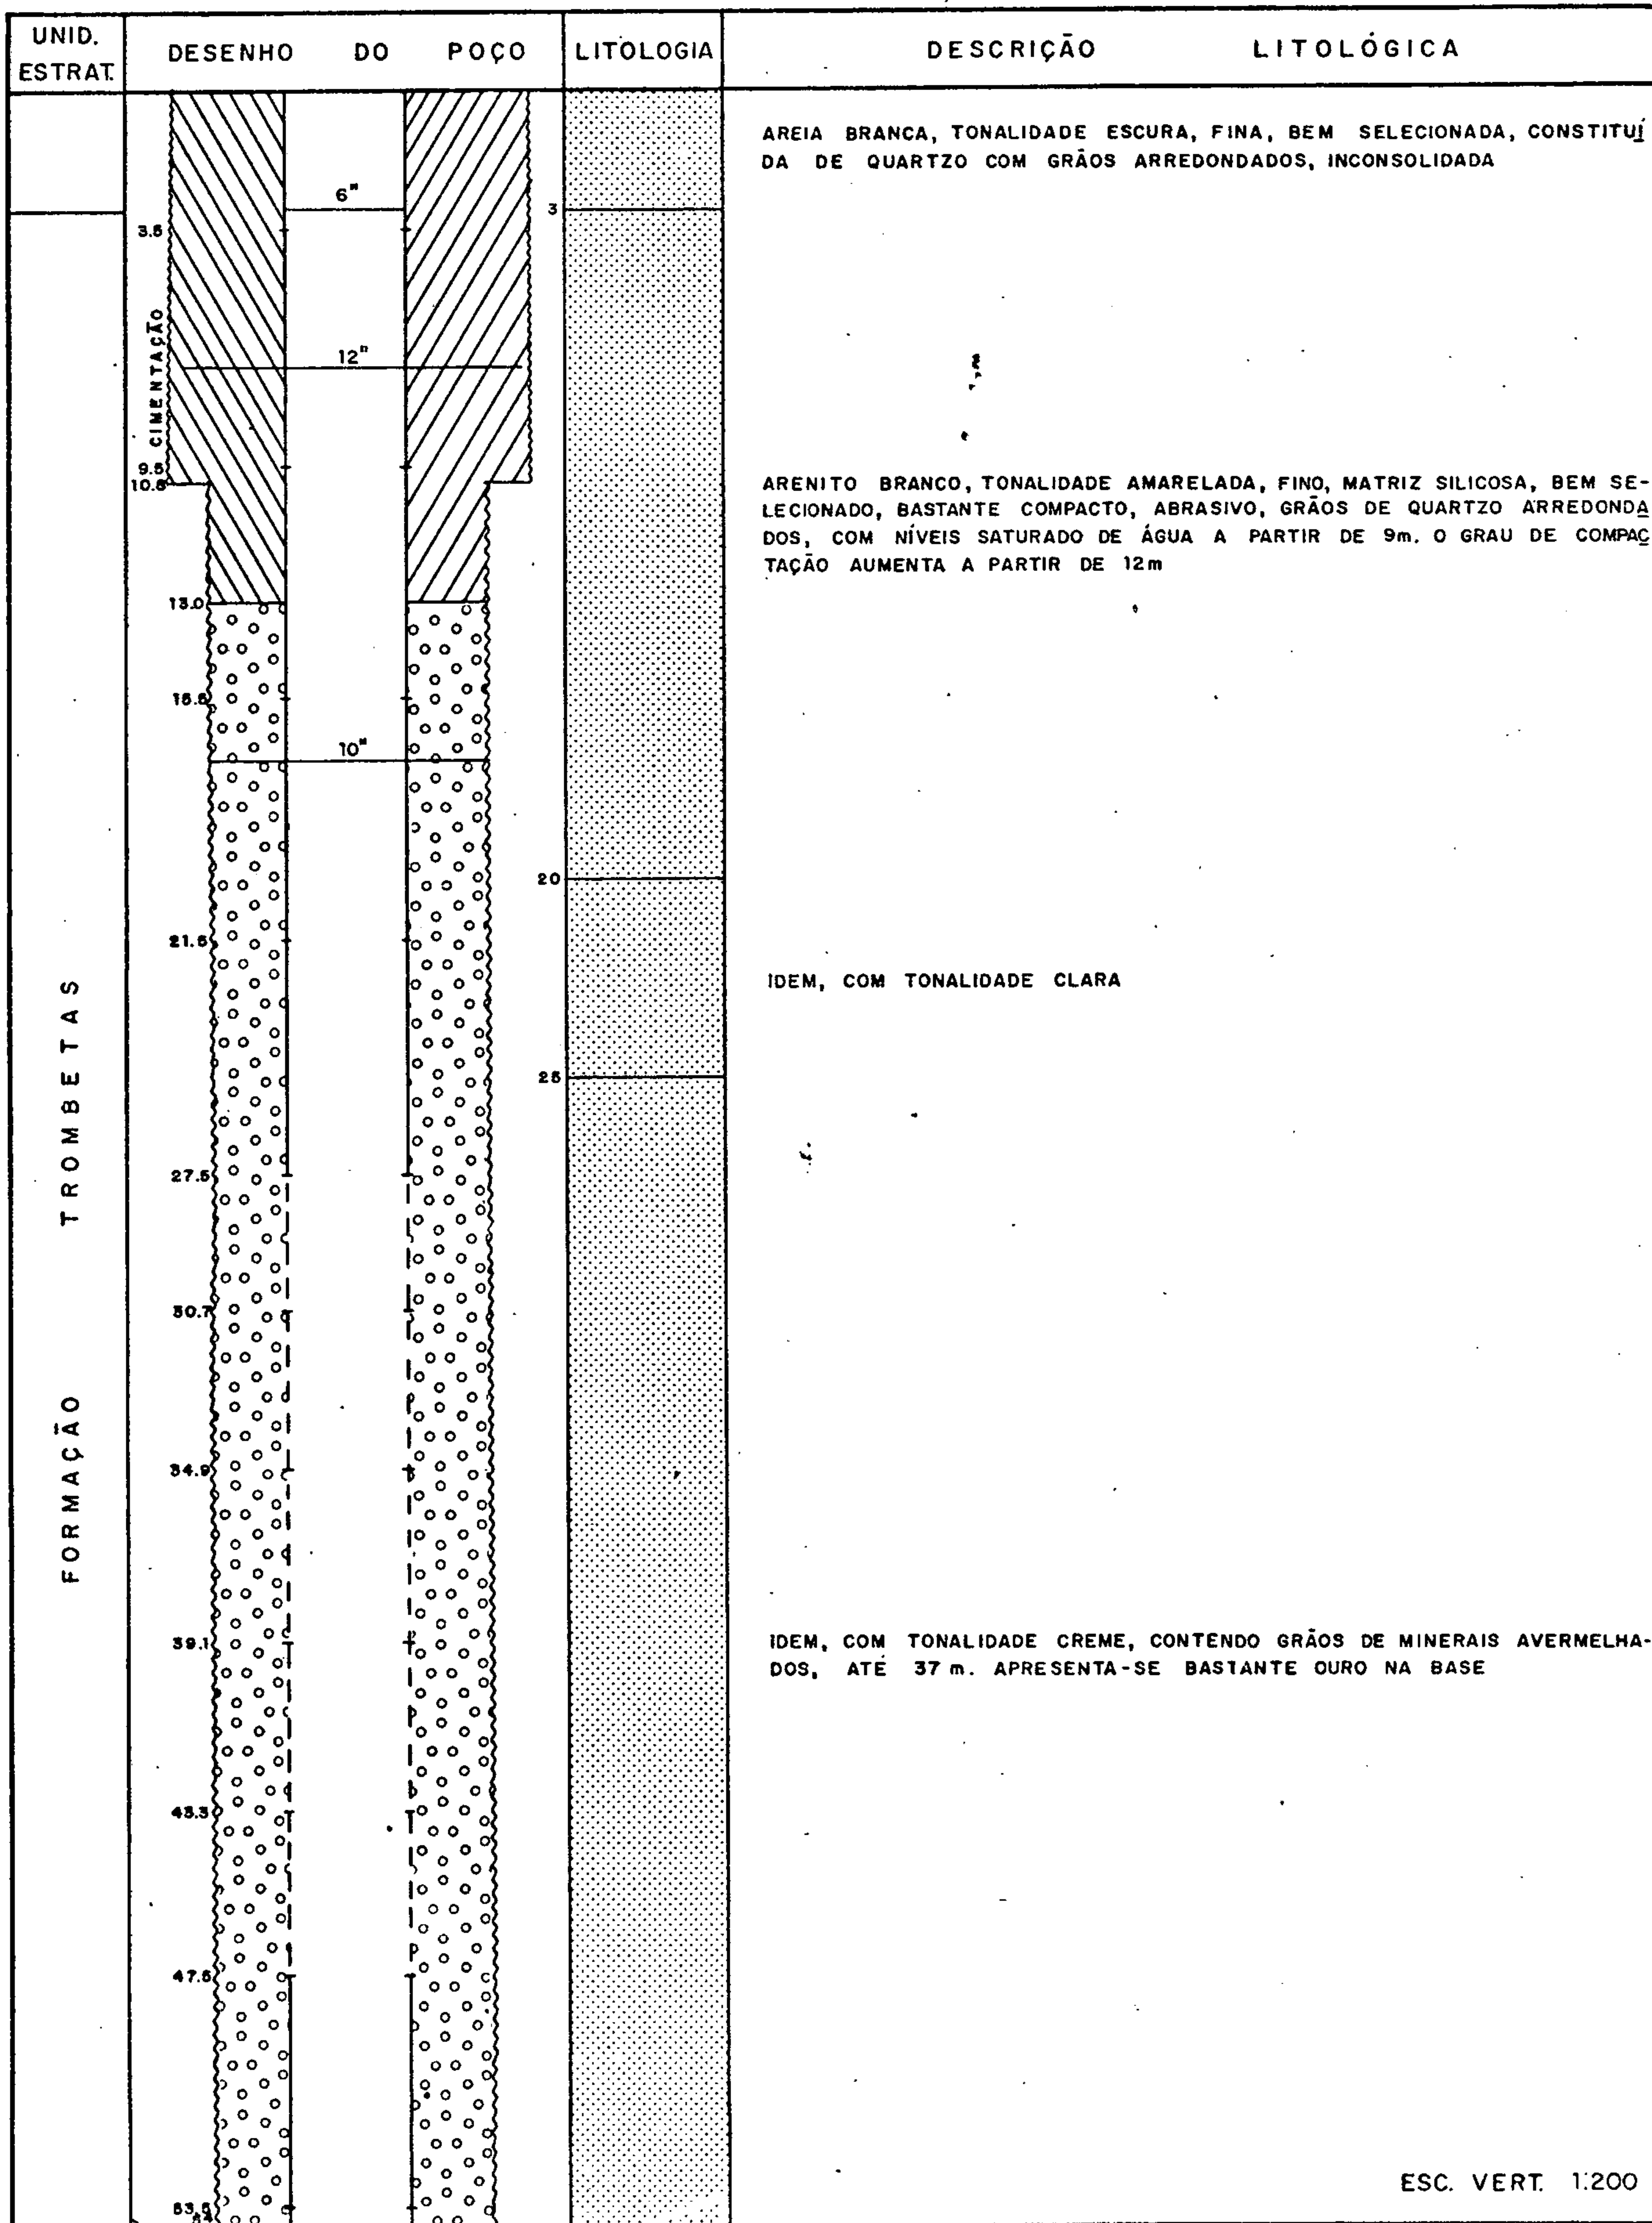 UNID.
ESTRAT.
DESENHO DO POÇO
LITOLOGIA
DESCRIÇÃO LITOLÓGICA
AREIA BRANCA, TONALIDADE ESCURA, FINA, BEM SELECIONADA, CONSTITUÍ
DA DE QUARTZO COM GRÃOS ARREDONDADOS, INCONSOLIDADA
6"
3
3.5
CIMENTAÇÃO
12"
9.5
ARENITO BRANCO, TONALIDADE AMARELADA, FINO, MATRIZ SILICOSA, BEM SE-
LECIONADO, BASTANTE COMPACTO, ABRASIVO, GRÃOS DE QUARTZO ARREDONDA
DOS, COM NÍVEIS SATURADO DE ÁGUA A PARTIR DE 9m. O GRAU DE COMPAC
TAÇÃO AUMENTA A PARTIR DE 12m
13.0
15.5
10"
20
21.5
IDEM, COM TONALIDADE CLARA
25
27.5
30.7
34.9
39.1
IDEM, COM TONALIDADE CREME, CONTENDO GRÃOS DE MINERAIS AVERMELHA-
DOS, ATÉ 37 m. APRESENTA-SE BASTANTE OURO NA BASE
43.3
47.5
53.5
FORMAÇÃO TROMBETAS
ESC. VERT. 1:200